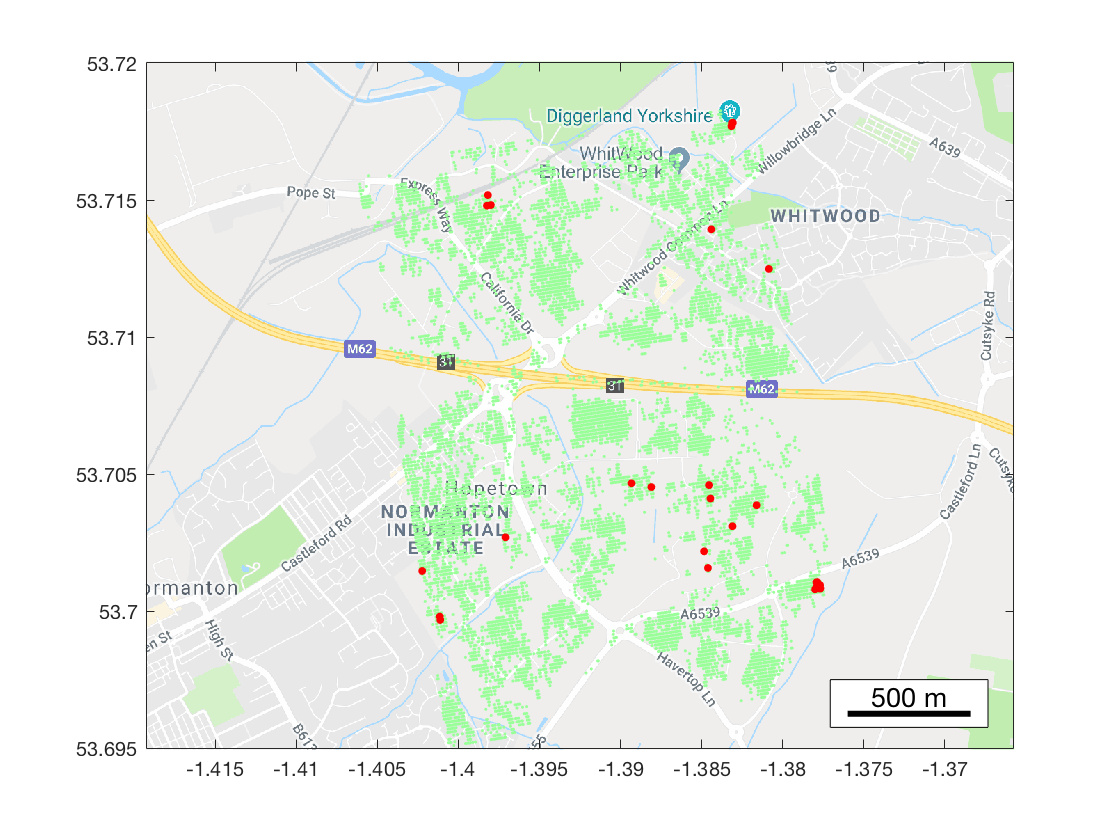 53.72
Diggerland Yorkshire
Willowbridge Ln
A639
WhitWood
Enterprise Park
Pope St
Express Way
53.715
WHITWOOD
Whitwood Common Ln
California Dr
Cutsyke Rd
53.71
M62
31
31
M62
53.705
Hopetown
Castleford Ln
NORMANTON
INDUSTRIAL
ESTATE
Castleford Rd
A6539
ormanton
53.7
High St
en St
A6539
Havertop Ln
500 m
53.695
-1.415
-1.41
-1.405
-1.4
-1.395
-1.39
-1.385
-1.38
-1.375
-1.37